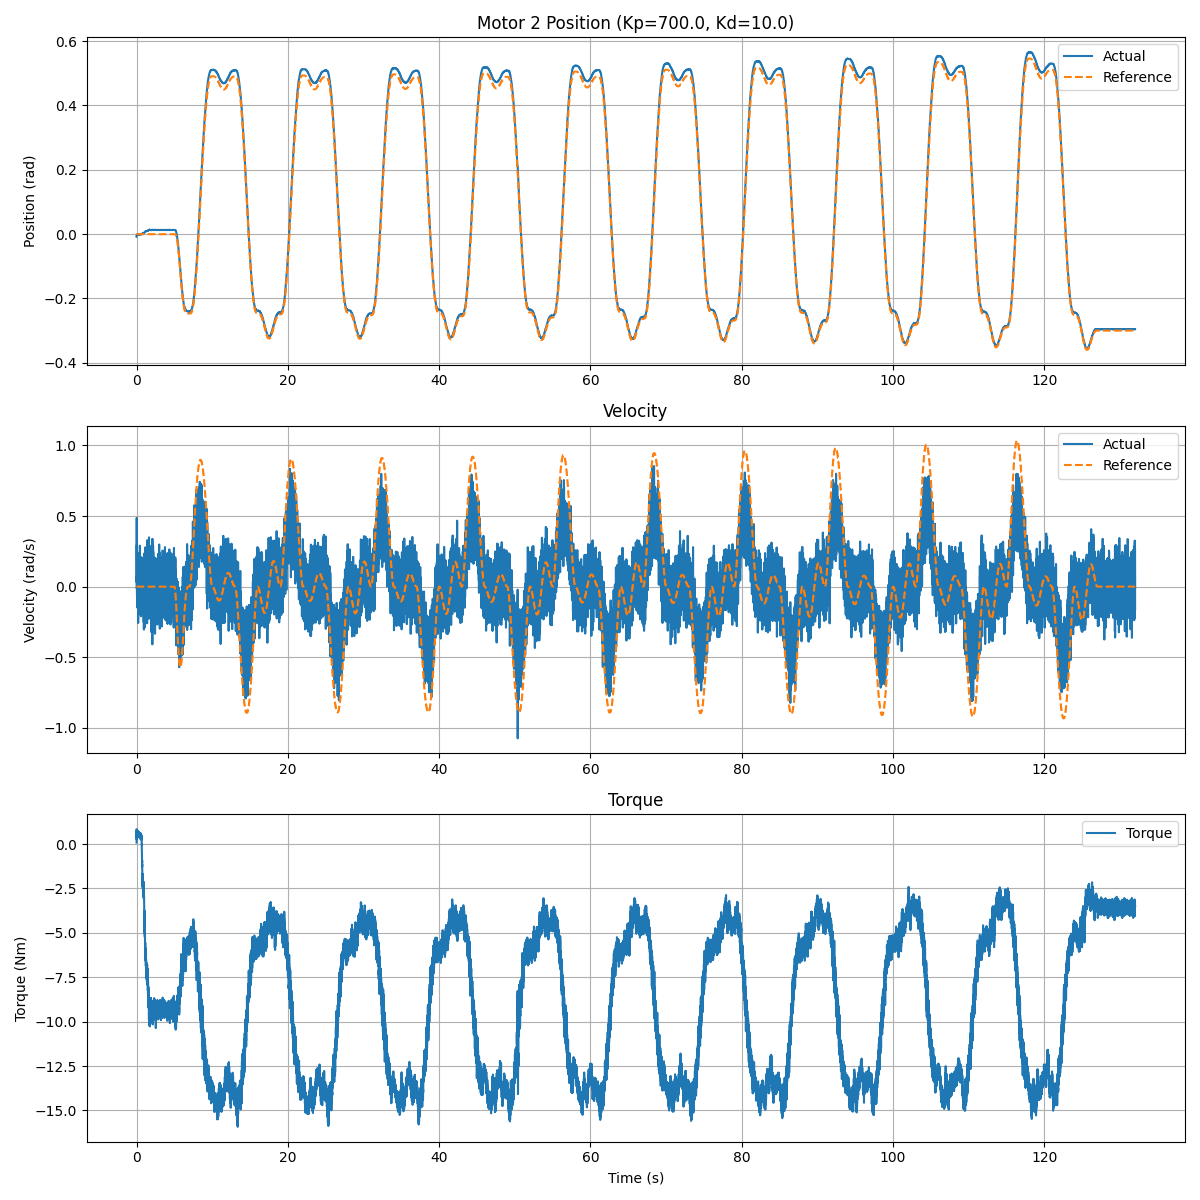 Motor 2 Position (Kp=700.0, Kd=10.0)
0.6
0.4
0.2
0.0
−0.2
−0.4
Position (rad)
Actual
Reference
0 20 40 60 80 100 120
Velocity
1.0
0.5
0.0
−0.5
−1.0
Velocity (rad/s)
Actual
Reference
0 20 40 60 80 100 120
Torque
0.0
−2.5
−5.0
−7.5
−10.0
−12.5
−15.0
Torque (Nm)
Torque
0 20 40 60 80 100 120
Time (s)